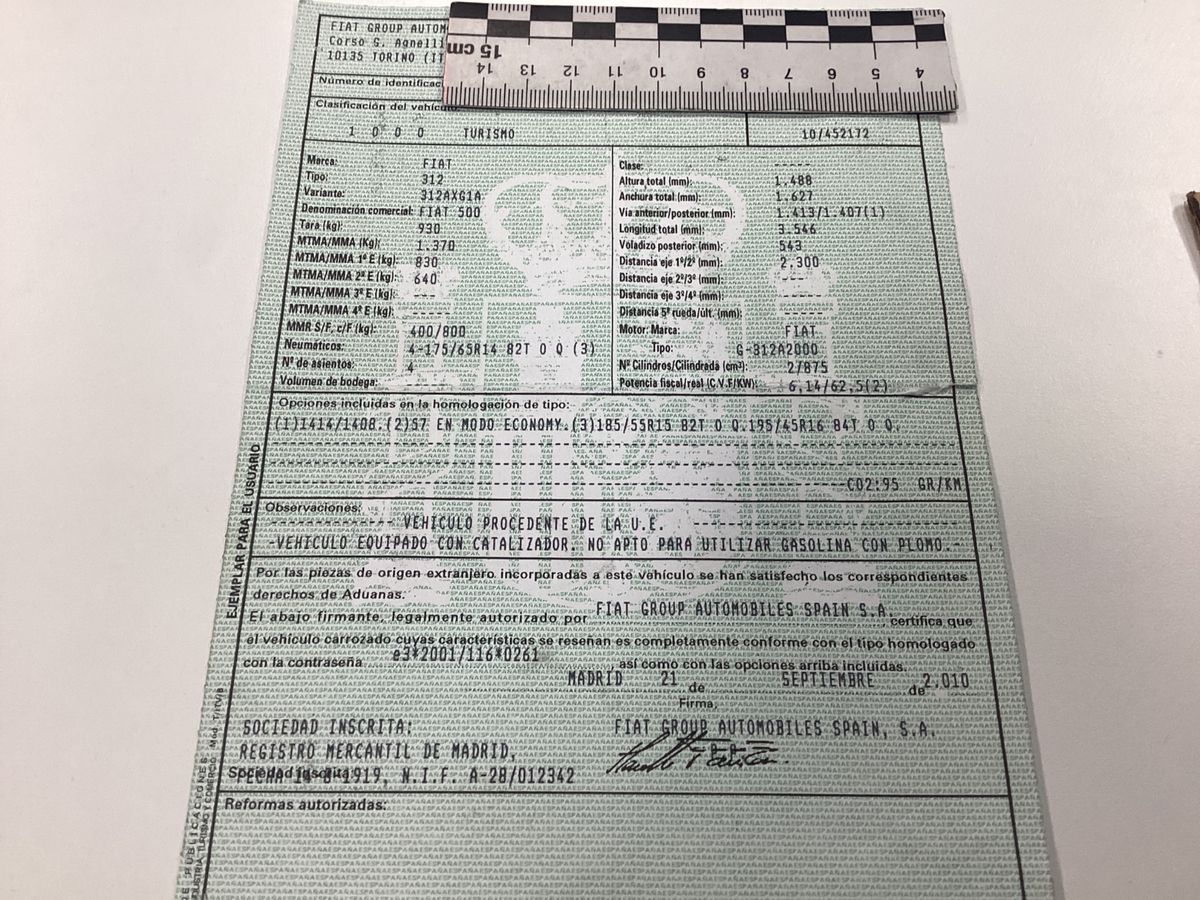 FIAT GROUP AUTOM
Corso G. Agnelli
10135 TORINO (IT
15 cm
14 13 12 11 10 9 8 7 6 5 4
Número de identificac
Clasificación del vehículo:
1 0 0 0 TURISMO 10/452172
Marca: FIAT
Tipo: 312
Variante: 312AXG1A
Denominación comercial: FIAT 500
Tara (kg) 930
MTMA/MMA (Kg): 1.370
MTMA/MMA 1º E (kg): 830
MTMA/MMA 2º E (kg): 640
MTMA/MMA 3º E (kg): ---
MTMA/MMA 4º E (kg): ---
MMR S/F, c/F (kg): 400/800
Neumáticos: 4-175/65R14 82T O Q (3)
Nº de asientos: 4
Volumen de bodega: -----
Clase: -----
Altura total (mm): 1.488
Anchura total (mm): 1.627
Vía anterior/posterior (mm): 1.413/1.407(1)
Longitud total (mm): 3.546
Voladizo posterior (mm): 543
Distancia eje 1º/2º (mm): 2.300
Distancia eje 2º/3º (mm): -----
Distancia eje 3º/4º (mm): -----
Distancia 5ª rueda/últ. (mm): -----
Motor: Marca: FIAT
Tipo: G-312A2000
Nº Cilindros/Cilindrada (cm³): 2/875
Potencia fiscal/real (C.V.F/KW): 6,14/62,5(2)
Opciones incluidas en la homologación de tipo:
(1)1414/1408.(2)57 EN MODO ECONOMY.(3)185/55R15 82T O Q.195/45R16 84T O Q.
CO2:95 GR/KM
Observaciones:
VEHICULO PROCEDENTE DE LA U.E.
-VEHICULO EQUIPADO CON CATALIZADOR. NO APTO PARA UTILIZAR GASOLINA CON PLOMO.-
Por las piezas de origen extranjero incorporadas a este vehículo se han satisfecho los correspondientes
derechos de Aduanas.
El abajo firmante, legalmente autorizado por FIAT GROUP AUTOMOBILES SPAIN S.A. certifica que
el vehículo carrozado cuyas características se reseñan es completamente conforme con el tipo homologado
con la contraseña e3*2001/116*0261 así como con las opciones arriba incluidas.
MADRID 21 de SEPTIEMBRE de 2.010
Firma,
SOCIEDAD INSCRITA: FIAT GROUP AUTOMOBILES SPAIN, S.A.
REGISTRO MERCANTIL DE MADRID,
Sociedad inscrita:
1919, N.I.F. A-28/012342
Reformas autorizadas:
EJEMPLAR PARA EL USUARIO